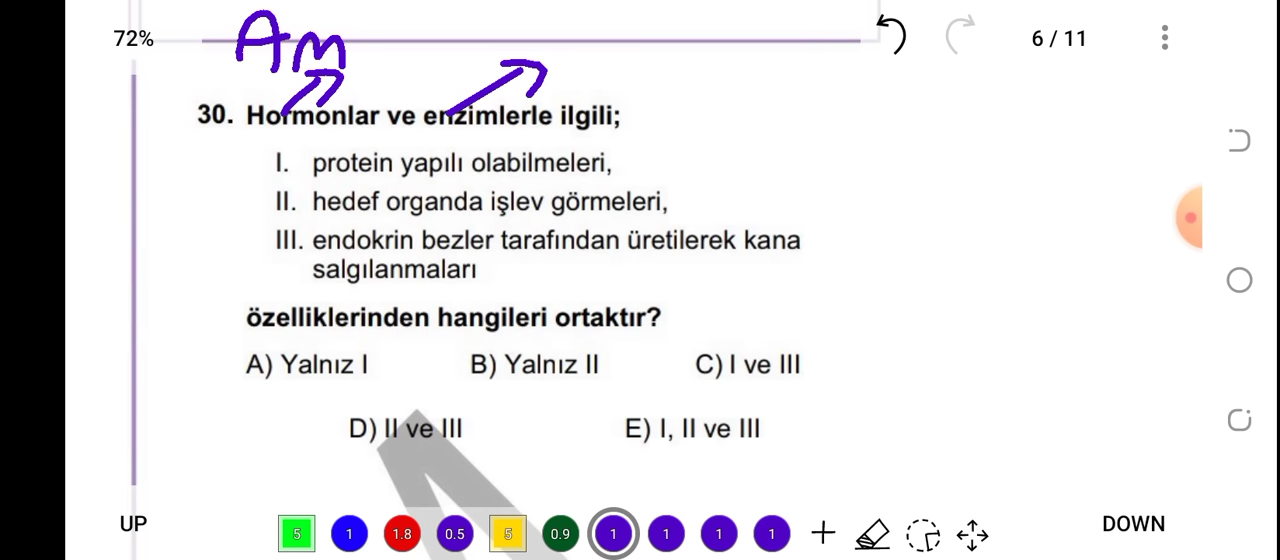 72%
AM
6 / 11
30. Hormonlar ve enzimlerle ilgili;
I. protein yapılı olabilmeleri,
II. hedef organda işlev görmeleri,
III. endokrin bezler tarafından üretilerek kana
salgılanmaları
özelliklerinden hangileri ortaktır?
A) Yalnız I B) Yalnız II C) I ve III
D) II ve III E) I, II ve III
UP
5 1 1.8 0.5 5 0.9 1 1 1 1
DOWN